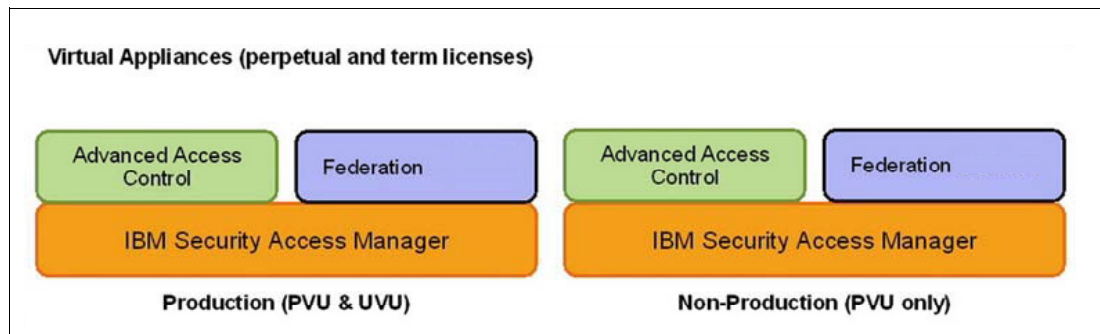 Virtual Appliances (perpetual and term licenses)
Advanced Access
Control
Federation
IBM Security Access Manager
Production (PVU & UVU)
Advanced Access
Control
Federation
IBM Security Access Manager
Non-Production (PVU only)